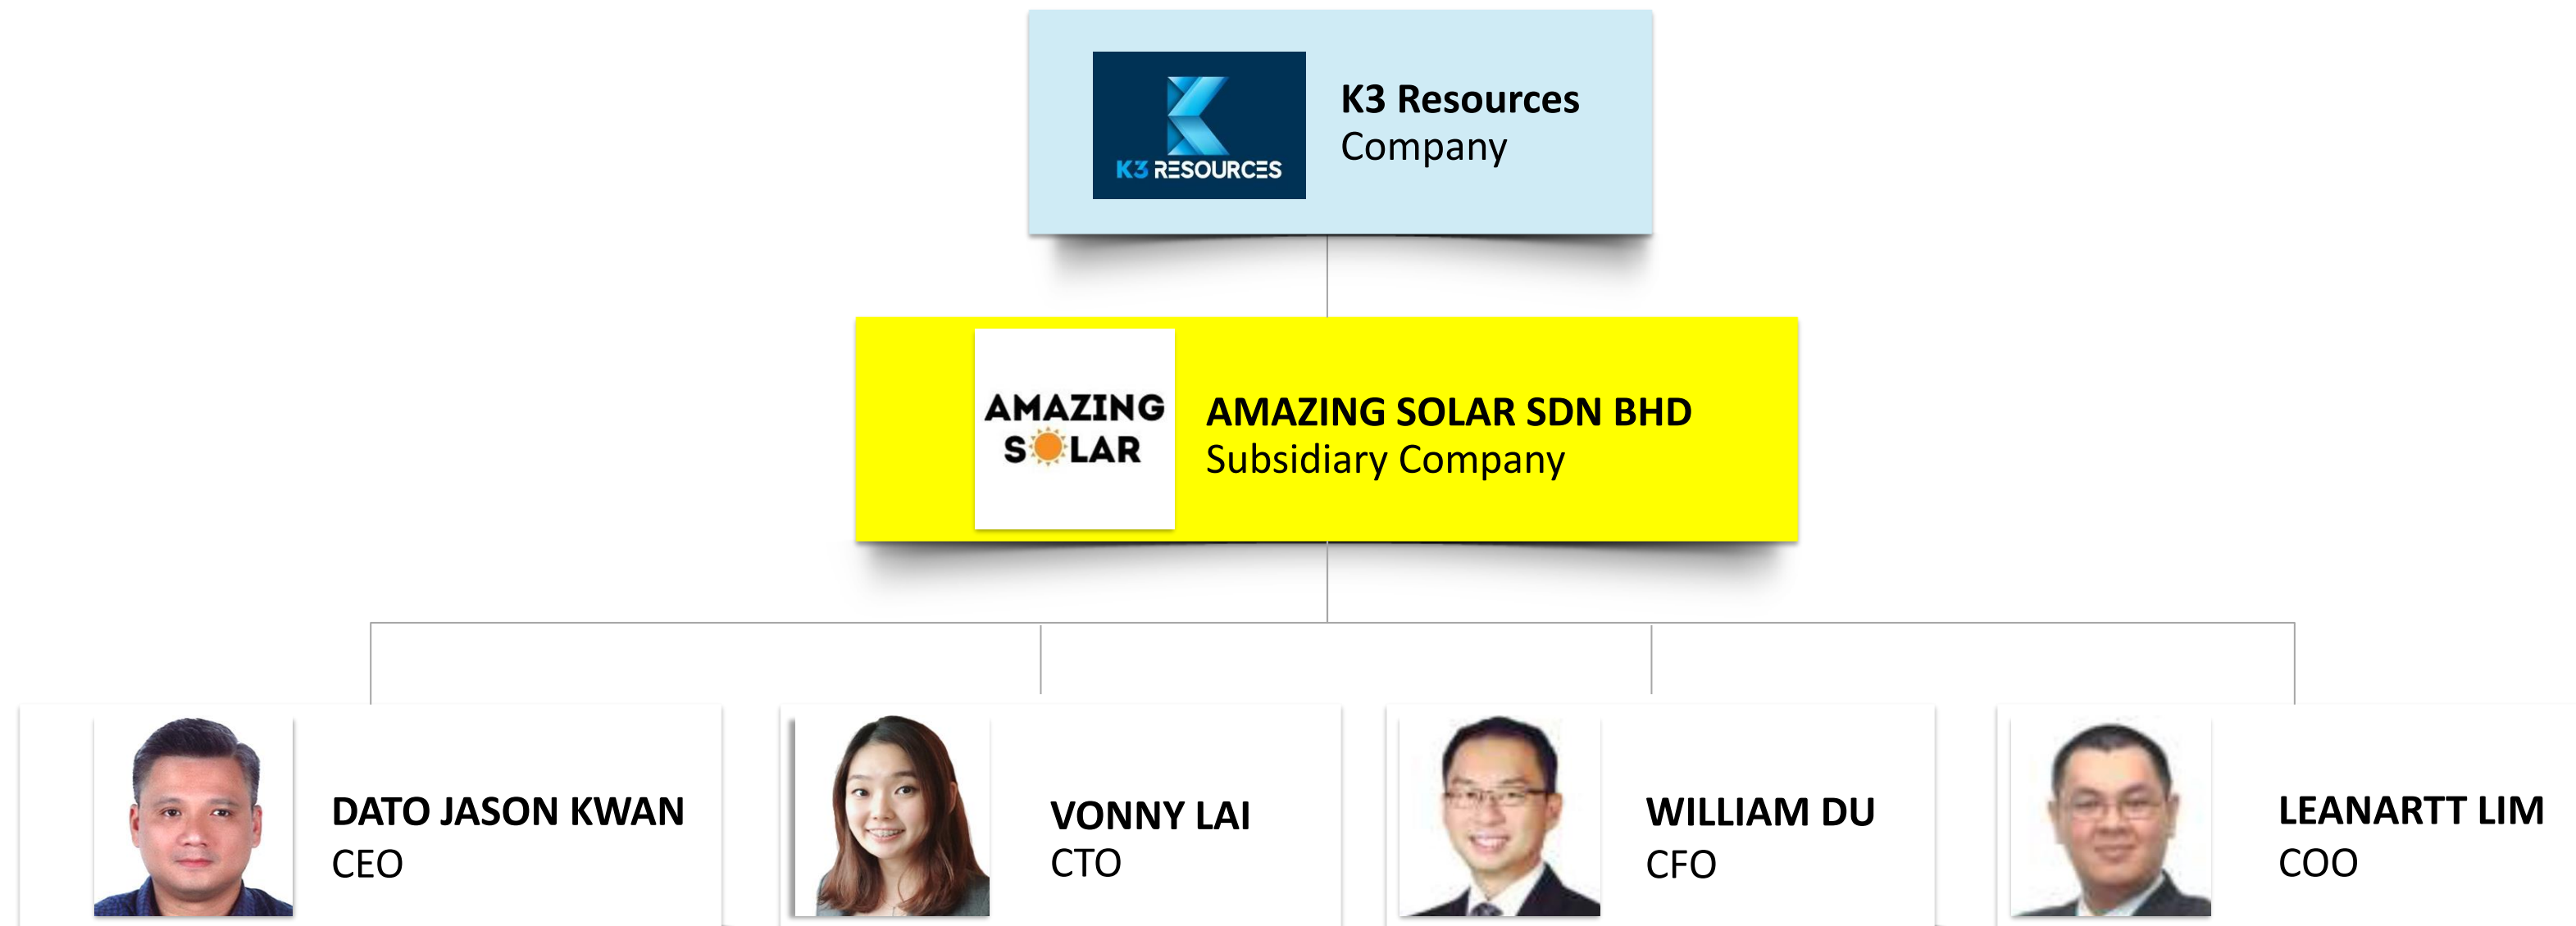 K3 RESOURCES
K3 Resources
Company
AMAZING
SOLAR
AMAZING SOLAR SDN BHD
Subsidiary Company
DATO JASON KWAN
CEO
VONNY LAI
CTO
WILLIAM DU
CFO
LEANARTT LIM
COO